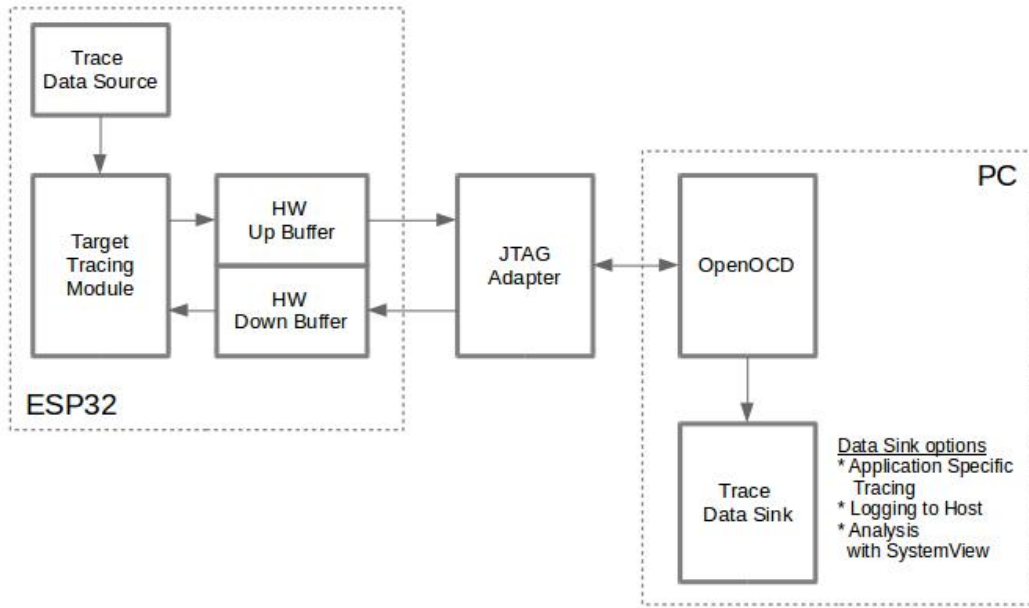 Trace
Data Source
Target
Tracing
Module
HW
Up Buffer
HW
Down Buffer
ESP32
JTAG
Adapter
PC
OpenOCD
Trace
Data Sink
Data Sink options
* Application Specific
Tracing
* Logging to Host
* Analysis
with SystemView